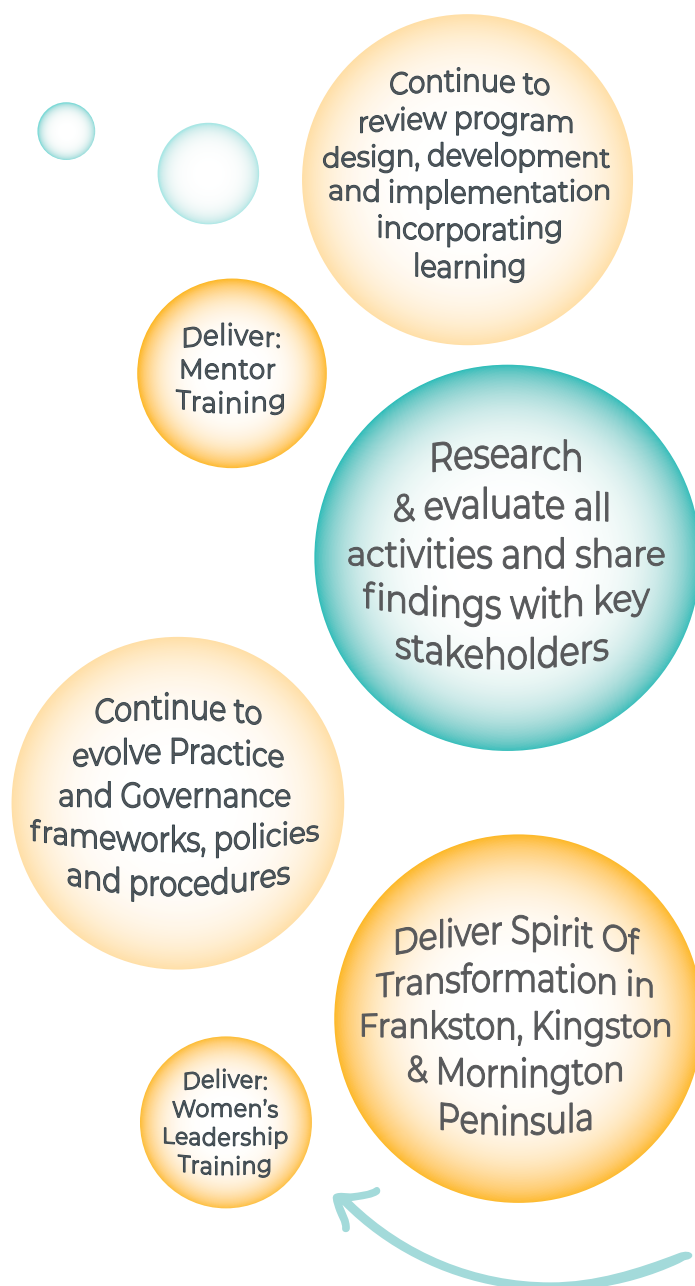 Continue to
review program
design, development
and implementation
incorporating
learning
Deliver:
Mentor
Training
Research
& evaluate all
activities and share
findings with key
stakeholders
Continue to
evolve Practice
and Governance
frameworks, policies
and procedures
Deliver Spirit Of
Transformation in
Frankston, Kingston
& Mornington
Peninsula
Deliver:
Women's
Leadership
Training